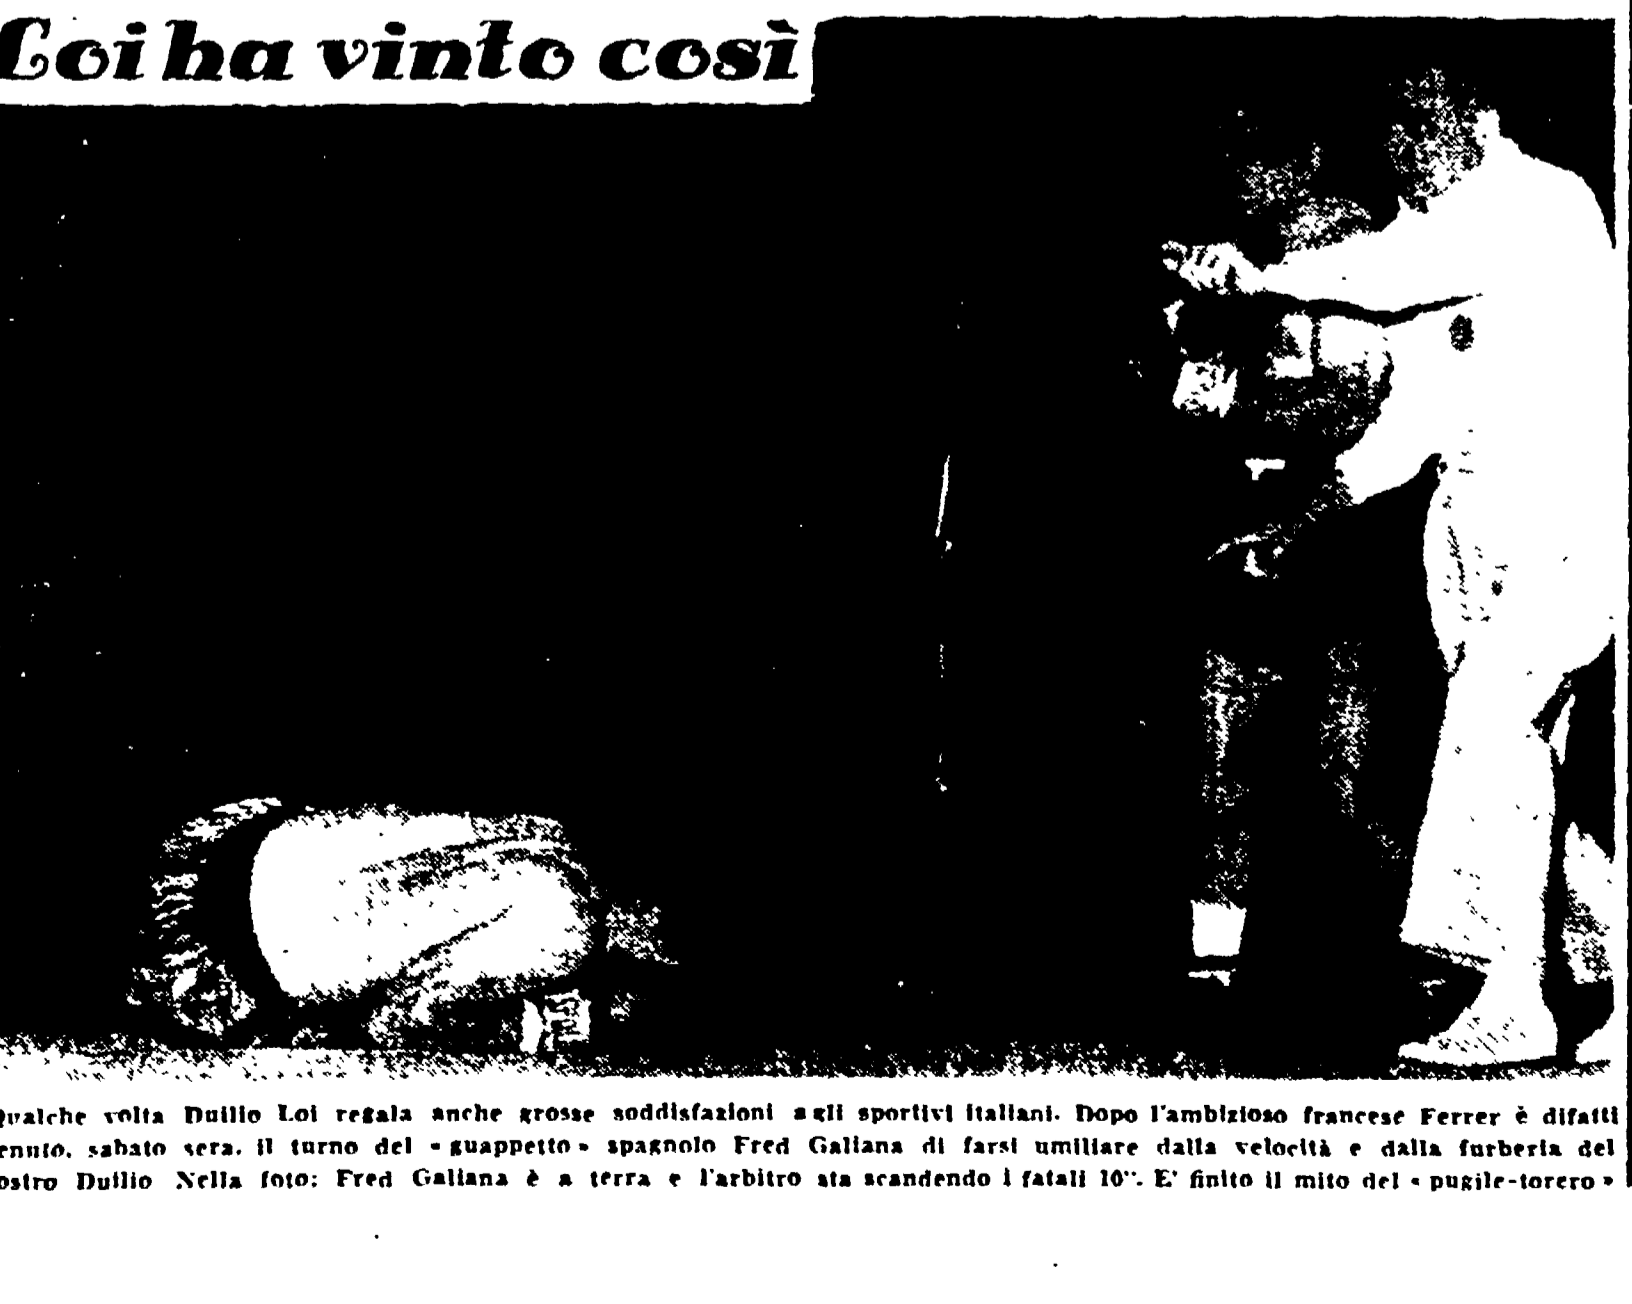 Loi ha vinto così
Qualche volta Duilio Loi regala anche grosse soddisfazioni agli sportivi italiani. Dopo l'ambizioso francese Ferrer è difatti
enuto, sabato sera, il turno del « guappetto » spagnolo Fred Galiana di farsi umiliare dalla velocità e dalla furberia del
ostro Duilio Nella foto: Fred Galiana è a terra e l'arbitro sta scandendo i fatali 10". E' finito il mito del « pugile-torero »